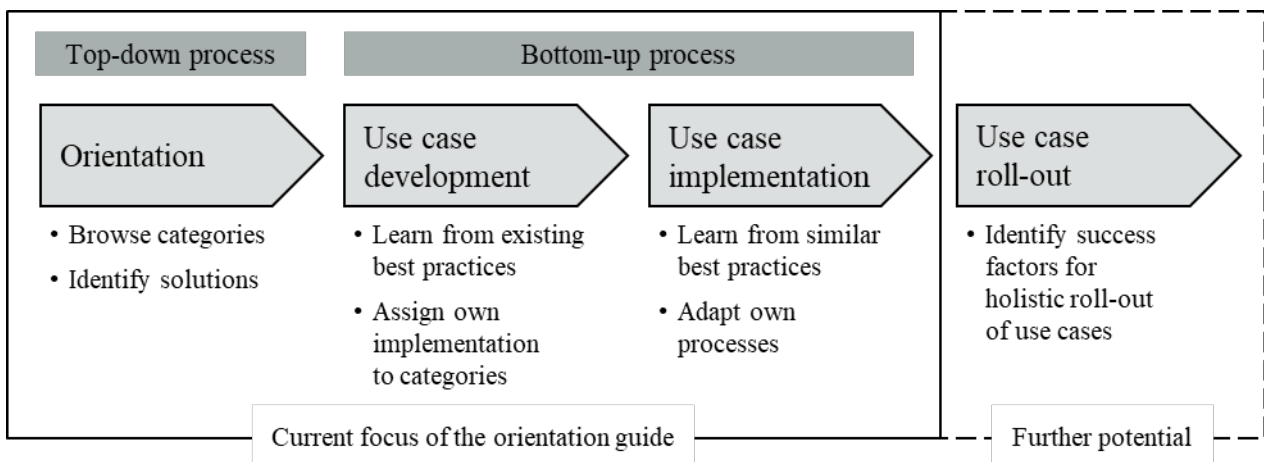 Top-down process
Bottom-up process
Orientation
Use case
development
Use case
implementation
Use case
roll-out
• Browse categories
• Identify solutions
• Learn from existing
best practices
• Assign own
implementation
to categories
• Learn from similar
best practices
• Adapt own
processes
• Identify success
factors for
holistic roll-out
of use cases
Current focus of the orientation guide
Further potential